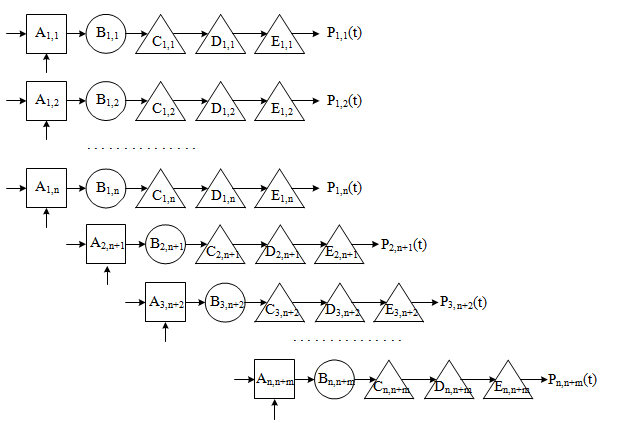 A1,1 B1,1 C1,1 D1,1 E1,1 P1,1(t)
A1,2 B1,2 C1,2 D1,2 E1,2 P1,2(t)
. . . . . . . . . . . . . . .
A1,n B1,n C1,n D1,n E1,n P1,n(t)
A2,n+1 B2,n+1 C2,n+1 D2,n+1 E2,n+1 P2,n+1(t)
A3,n+2 B3,n+2 C3,n+2 D3,n+2 E3,n+2 P3,n+2(t)
. . . . . . . . . . . . . . .
An,n+m Bn,n+m Cn,n+m Dn,n+m En,n+m Pn,n+m(t)